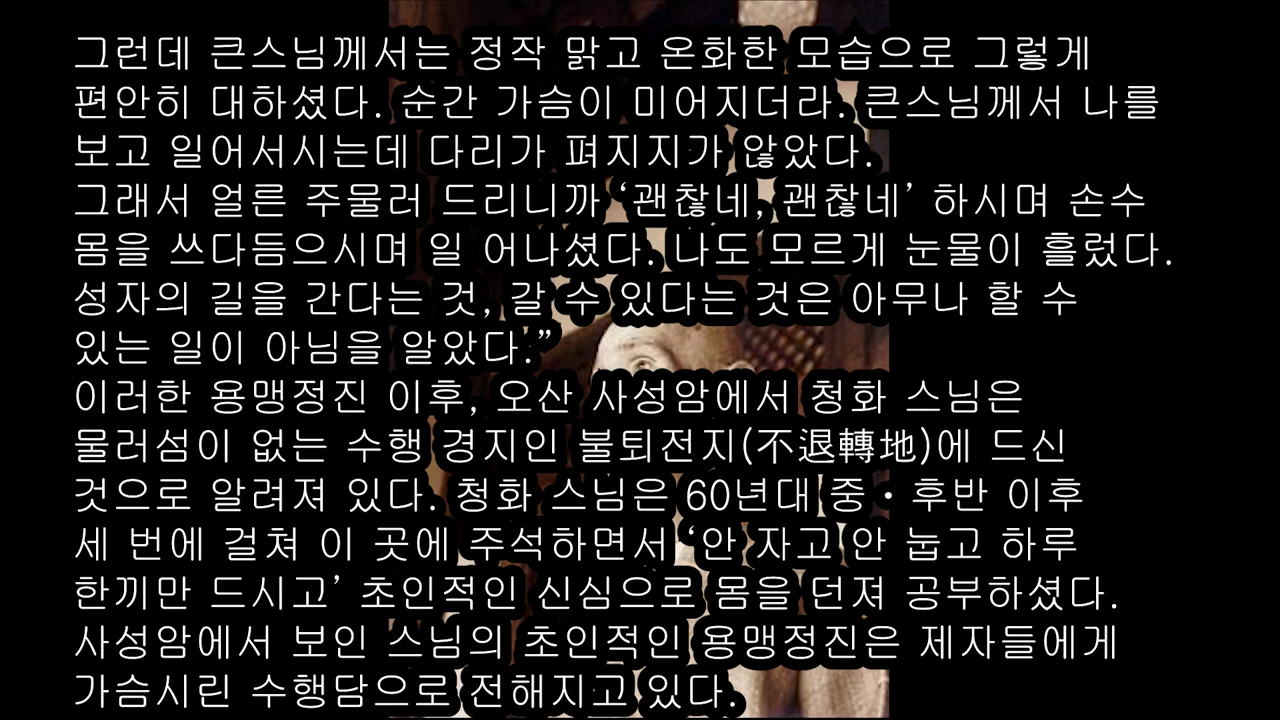 그런데 큰스님께서는 정작 맑고 온화한 모습으로 그렇게
편안히 대하셨다. 순간 가슴이 미어지더라. 큰스님께서 나를
보고 일어서시는데 다리가 펴지지가 않았다.
그래서 얼른 주물러 드리니까 ‘괜찮네, 괜찮네’ 하시며 손수
몸을 쓰다듬으시며 일 어나셨다. 나도 모르게 눈물이 흘렀다.
성자의 길을 간다는 것, 갈 수 있다는 것은 아무나 할 수
있는 일이 아님을 알았다.”
이러한 용맹정진 이후, 오산 사성암에서 청화 스님은
물러섬이 없는 수행 경지인 불퇴전지(不退轉地)에 드신
것으로 알려져 있다. 청화 스님은 60년대 중·후반 이후
세 번에 걸쳐 이 곳에 주석하면서 ‘안 자고 안 눕고 하루
한끼만 드시고’ 초인적인 신심으로 몸을 던져 공부하셨다.
사성암에서 보인 스님의 초인적인 용맹정진은 제자들에게
가슴시린 수행담으로 전해지고 있다.